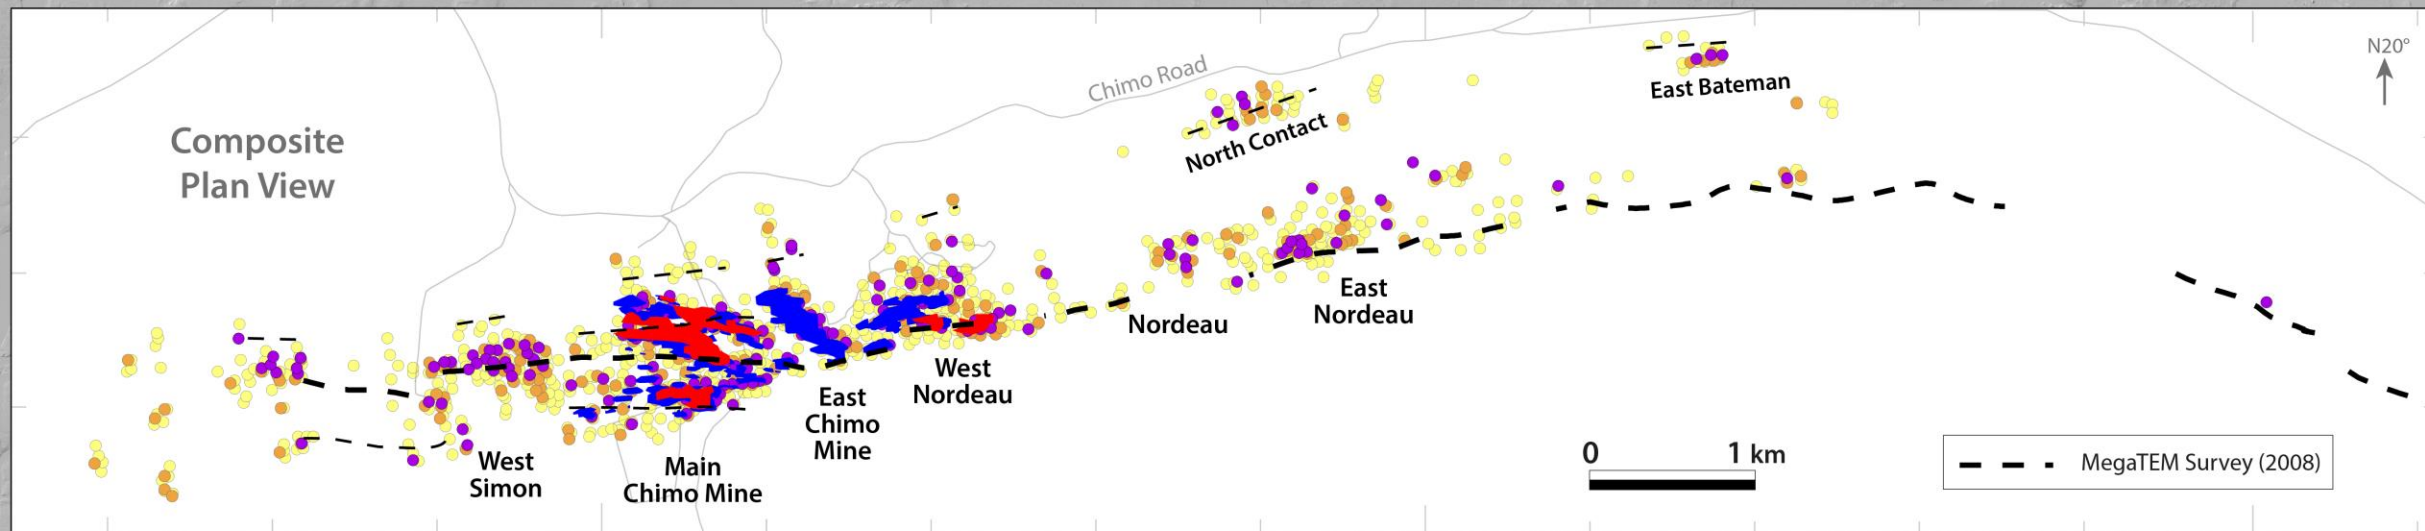 N20°
Chimo Road
East Bateman
Composite
Plan View
North Contact
East
Nordeau
Nordeau
West
Nordeau
East
Chimo
Mine
West
Simon
Main
Chimo Mine
0 1 km
MegaTEM Survey (2008)